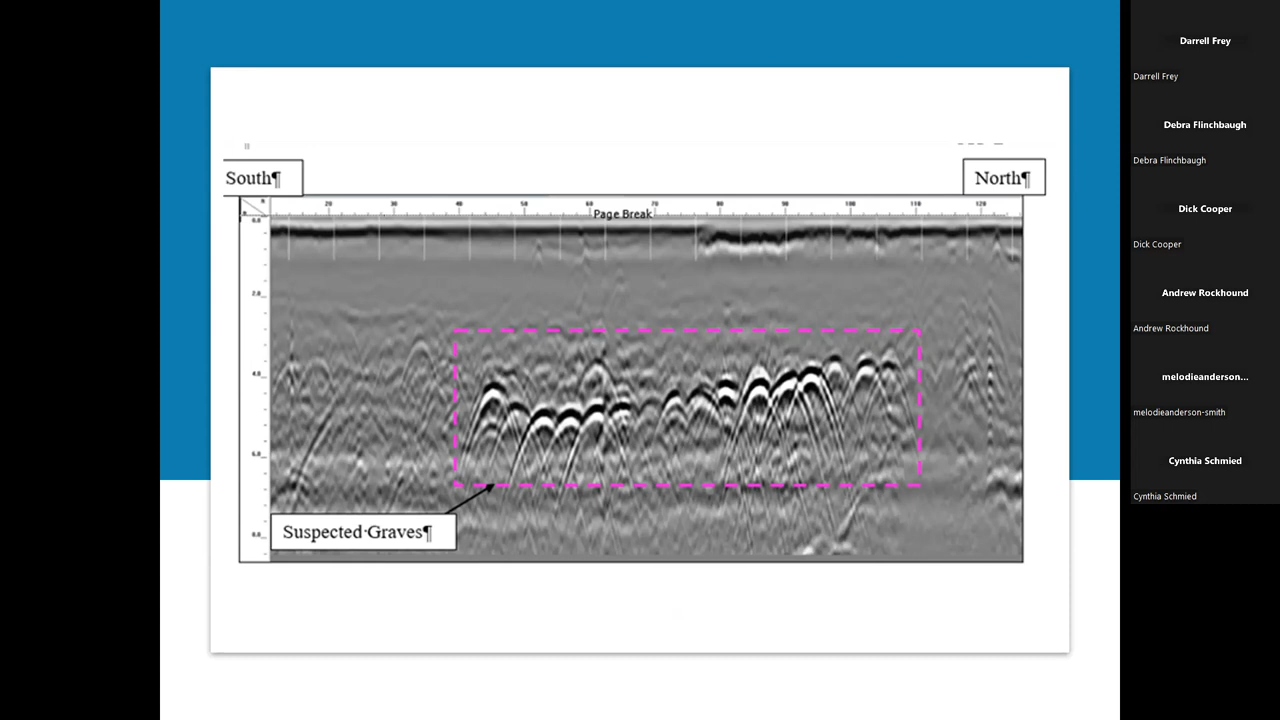 South¶
North¶
20 30 40 50 60 70 80 90 100 110 120
Page Break
0.0
2.0
4.0
6.0
8.0
Suspected·Graves¶
Darrell Frey
Darrell Frey
Debra Flinchbaugh
Debra Flinchbaugh
Dick Cooper
Dick Cooper
Andrew Rockhound
Andrew Rockhound
melodieanderson...
melodieanderson-smith
Cynthia Schmied
Cynthia Schmied